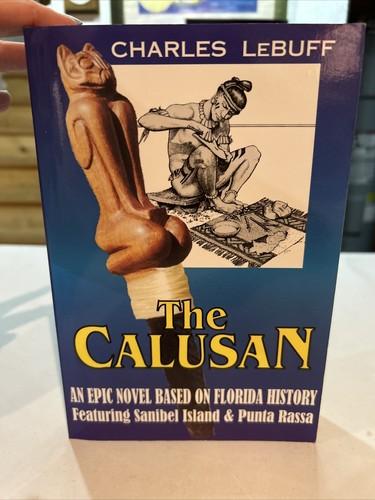 CHARLES LEBUFF
The
CALUSAN
AN EPIC NOVEL BASED ON FLORIDA HISTORY
Featuring Sanibel Island & Punta Rassa